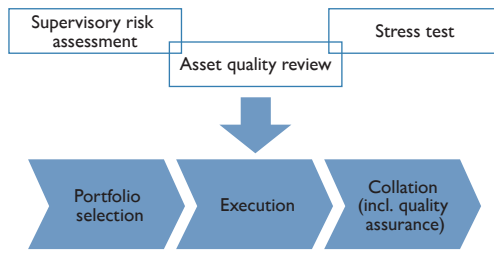 Supervisory risk
assessment
Stress test
Asset quality review
Portfolio
selection
Execution
Collation
(incl. quality
assurance)